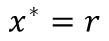 x* = r